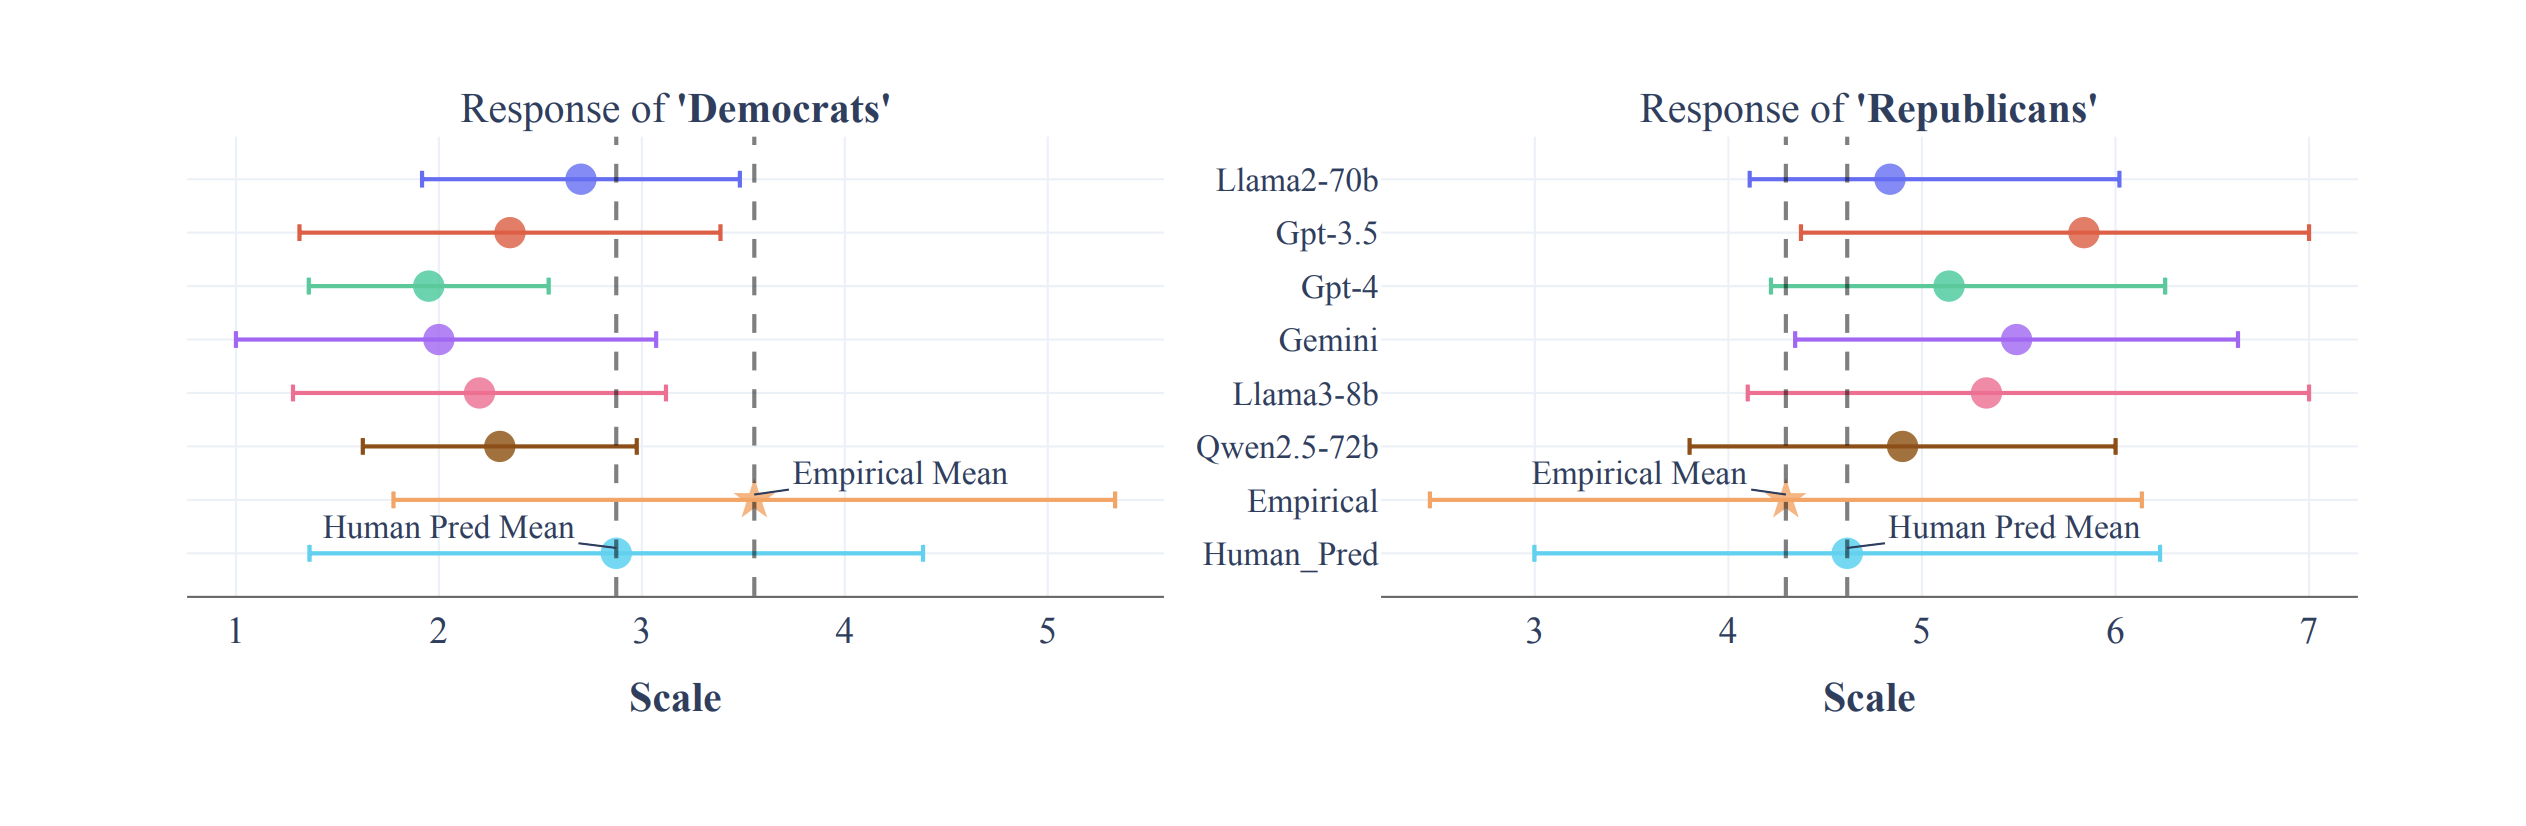 Response of 'Democrats'
Empirical Mean
Human Pred Mean
1 2 3 4 5
Scale
Response of 'Republicans'
Llama2-70b
Gpt-3.5
Gpt-4
Gemini
Llama3-8b
Qwen2.5-72b
Empirical
Human_Pred
Empirical Mean
Human Pred Mean
3 4 5 6 7
Scale